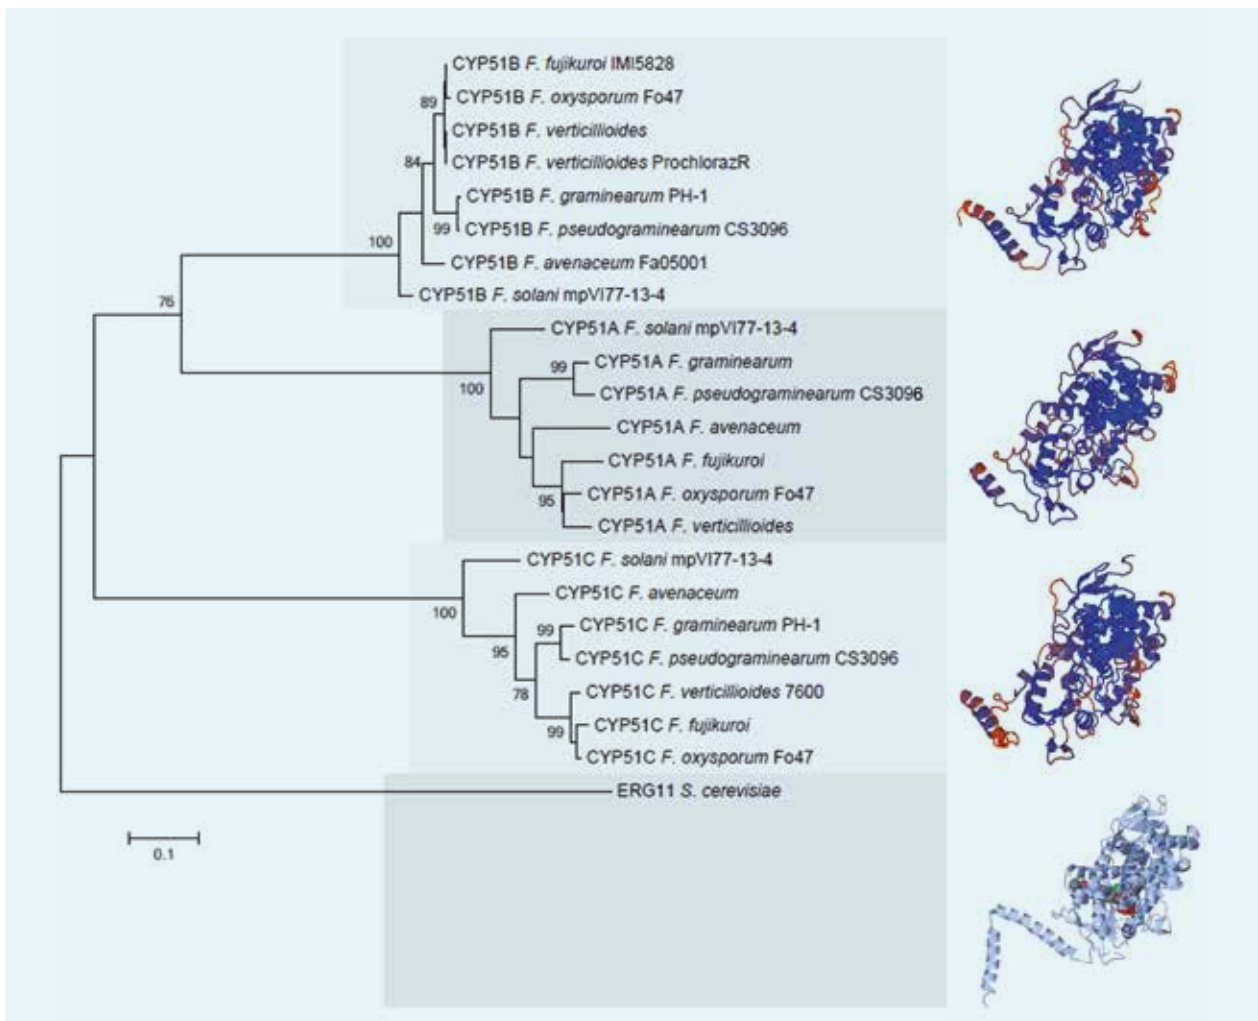 CYP51B F. fujikuroi IMI5828
89
CYP51B F. oxysporum Fo47
CYP51B F. verticillioides
84
CYP51B F. verticillioides ProchlorazR
CYP51B F. graminearum PH-1
99
CYP51B F. pseudograminearum CS3096
100
CYP51B F. avenaceum Fa05001
76
CYP51B F. solani mpVI77-13-4
CYP51A F. solani mpVI77-13-4
99
CYP51A F. graminearum
100
CYP51A F. pseudograminearum CS3096
CYP51A F. avenaceum
CYP51A F. fujikuroi
95
CYP51A F. oxysporum Fo47
CYP51A F. verticillioides
CYP51C F. solani mpVI77-13-4
CYP51C F. avenaceum
100
99
CYP51C F. graminearum PH-1
95
CYP51C F. pseudograminearum CS3096
78
CYP51C F. verticillioides 7600
CYP51C F. fujikuroi
99
CYP51C F. oxysporum Fo47
ERG11 S. cerevisiae
0.1